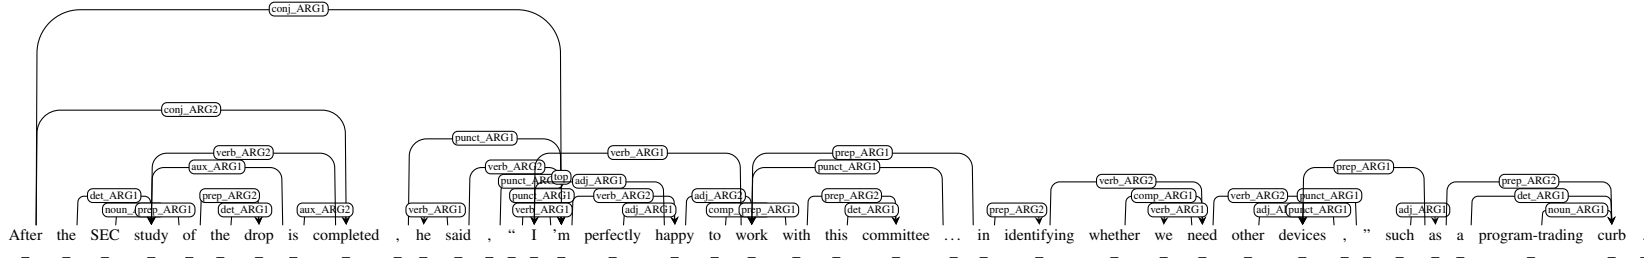 conj_ARG1
conj_ARG2
punct_ARG1
verb_ARG2 verb_ARG1 prep_ARG1
aux_ARG1 verb_ARG2 punct_ARG1 prep_ARG1
top adj_ARG1 verb_ARG2 prep_ARG2
det_ARG1 prep_ARG2 punct_ARG1 verb_ARG2 adj_ARG2 prep_ARG2 comp_ARG1 verb_ARG2 punct_ARG1 det_ARG1
prep_ARG1 det_ARG1 aux_ARG2 verb_ARG1 verb_ARG1 adj_ARG1 prep_ARG1 det_ARG1 prep_ARG2 verb_ARG1 punct_ARG1 adj_ARG1 noun_ARG1
After the SEC study of the drop is completed , he said , “ I 'm perfectly happy to work with this committee … in identifying whether we need other devices , ” such as a program-trading curb
_ _ _ _ _ _ _ _ _ _ _ _ _ _ _ _ _ _ _ _ _ _ _ _ _ _ _ _ _ _ _ _ _ _ _ _ _ _